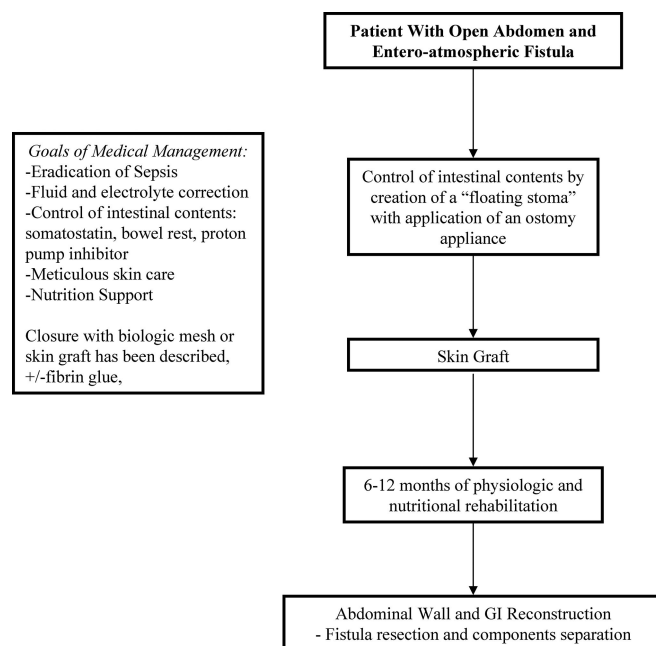 Patient With Open Abdomen and
Entero-atmospheric Fistula
Goals of Medical Management:
-Eradication of Sepsis
-Fluid and electrolyte correction
-Control of intestinal contents:
somatostatin, bowel rest, proton
pump inhibitor
-Meticulous skin care
-Nutrition Support
Closure with biologic mesh or
skin graft has been described,
+/-fibrin glue,
Control of intestinal contents by
creation of a “floating stoma”
with application of an ostomy
appliance
Skin Graft
6-12 months of physiologic and
nutritional rehabilitation
Abdominal Wall and GI Reconstruction
- Fistula resection and components separation